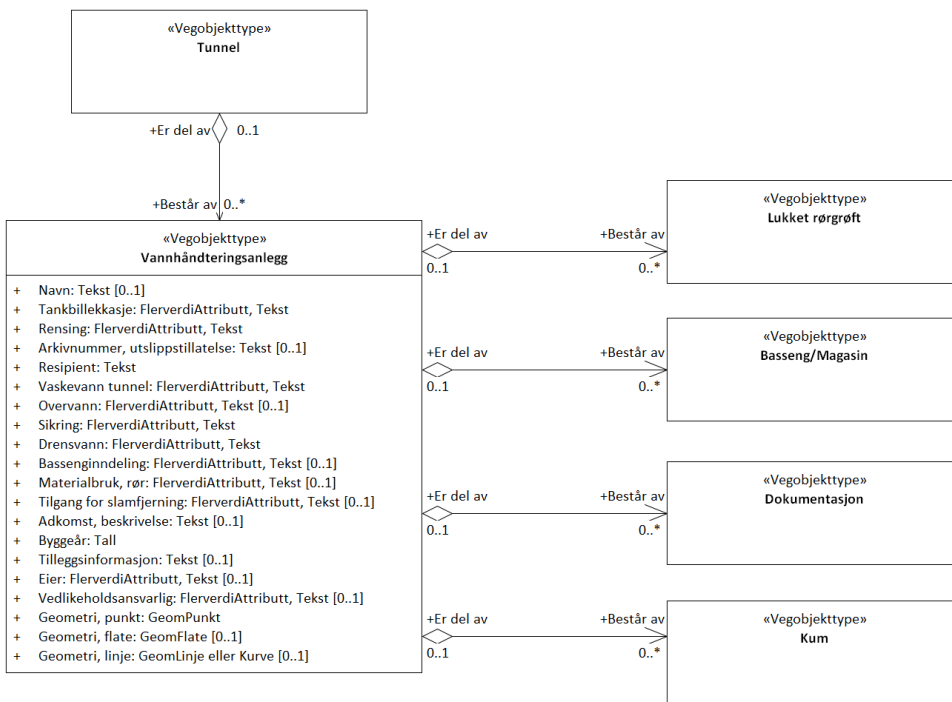 «Vegobjekttype»
Tunnel
+Er del av 0..1
+Består av 0..*
«Vegobjekttype»
Vannhåndteringsanlegg
+ Navn: Tekst [0..1]
+ Tankbillekkasje: FlerverdiAttributt, Tekst
+ Rensing: FlerverdiAttributt, Tekst
+ Arkivnummer, utslippstillatelse: Tekst [0..1]
+ Resipient: Tekst
+ Vaskevann tunnel: FlerverdiAttributt, Tekst
+ Overvann: FlerverdiAttributt, Tekst [0..1]
+ Sikring: FlerverdiAttributt, Tekst
+ Drensvann: FlerverdiAttributt, Tekst
+ Bassenginndeling: FlerverdiAttributt, Tekst [0..1]
+ Materialbruk, rør: FlerverdiAttributt, Tekst [0..1]
+ Tilgang for slamfjerning: FlerverdiAttributt, Tekst [0..1]
+ Adkomst, beskrivelse: Tekst [0..1]
+ Byggeår: Tall
+ Tilleggsinformasjon: Tekst [0..1]
+ Eier: FlerverdiAttributt, Tekst [0..1]
+ Vedlikeholdsansvarlig: FlerverdiAttributt, Tekst [0..1]
+ Geometri, punkt: GeomPunkt
+ Geometri, flate: GeomFlate [0..1]
+ Geometri, linje: GeomLinje eller Kurve [0..1]
+Er del av +Består av
0..1 0..*
«Vegobjekttype»
Lukket rørgrøft
+Er del av +Består av
0..1 0..*
«Vegobjekttype»
Basseng/Magasin
+Er del av +Består av
0..1 0..*
«Vegobjekttype»
Dokumentasjon
+Er del av +Består av
0..1 0..*
«Vegobjekttype»
Kum